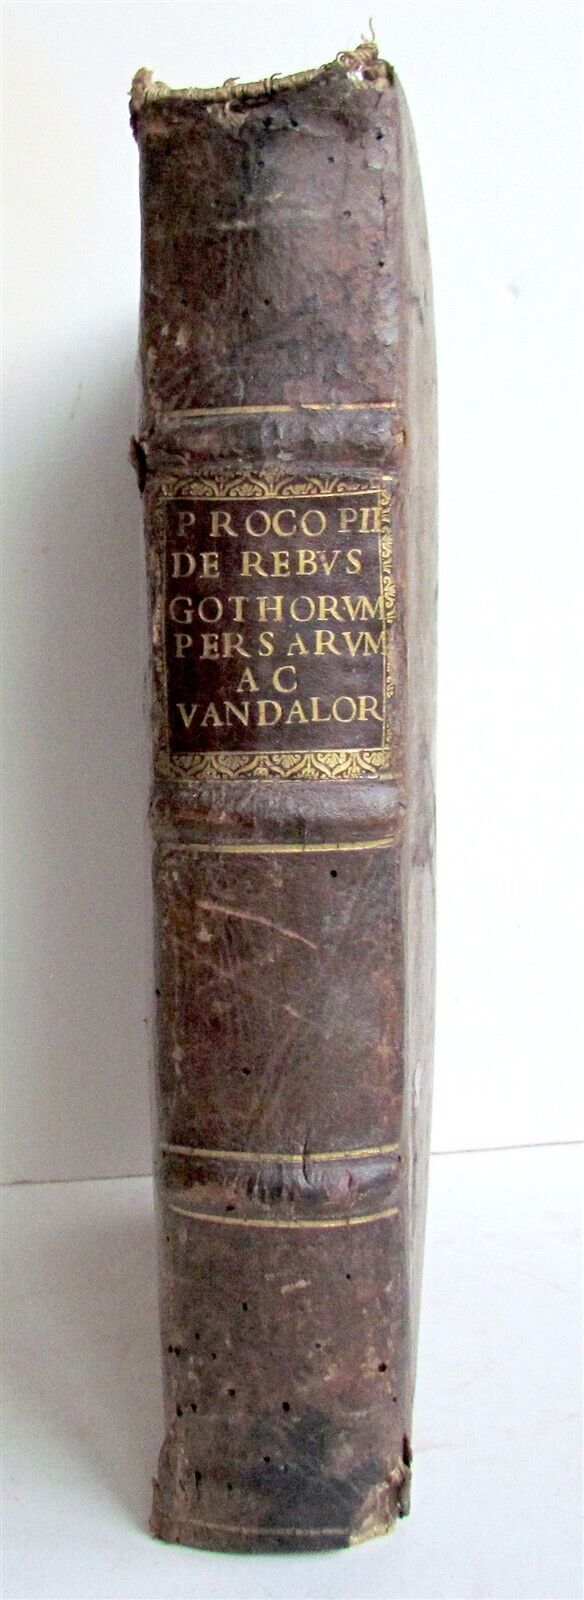 PROCOPII
DE REBVS
GOTHORVM
PERSARVM
AC
VANDALOR